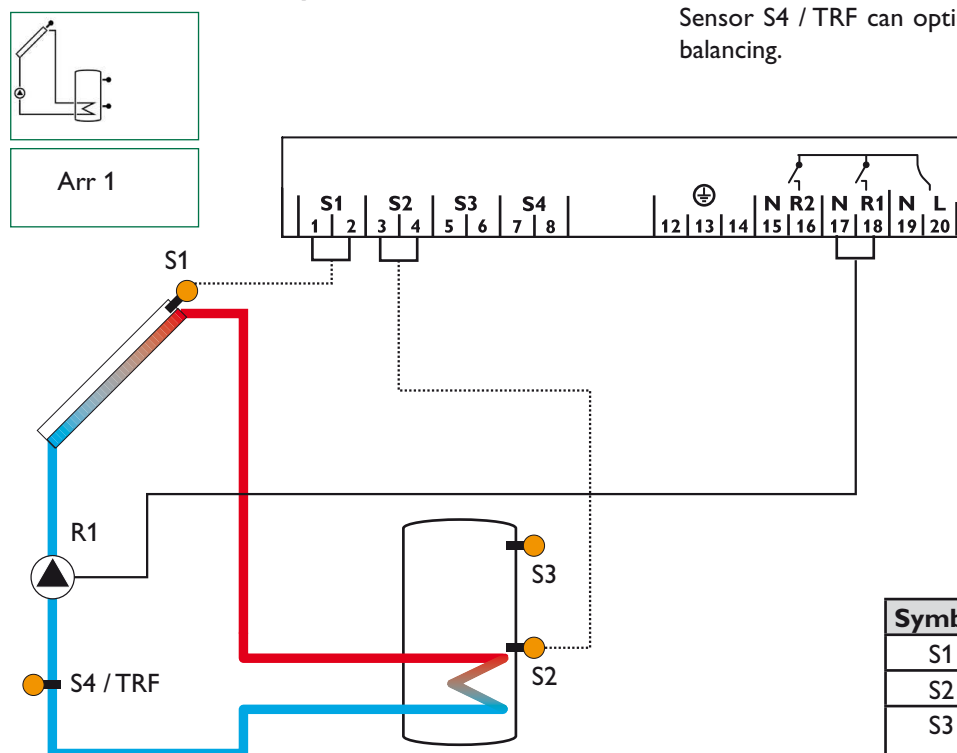 Sensor S4 / TRF can opti
balancing.
Arr 1
S1 S2 S3 S4 N R2 N R1 N L
1 2 3 4 5 6 7 8 12 13 14 15 16 17 18 19 20
S1
R1
S3
S2
S4 / TRF
Symb
S1
S2
S3